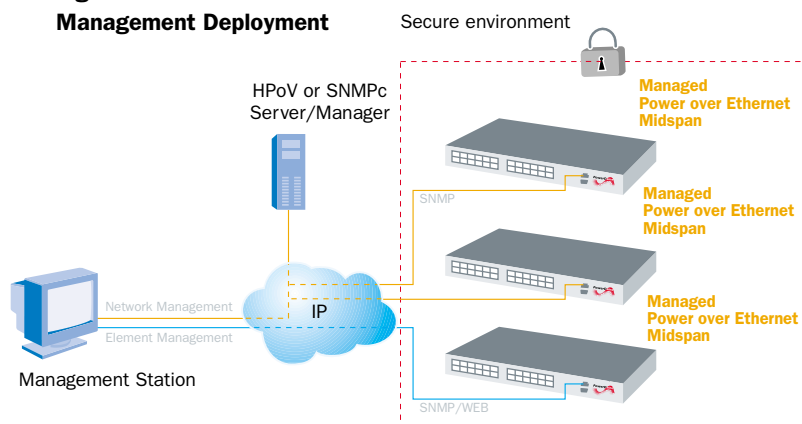 Management Deployment
Secure environment
HPoV or SNMPc
Server/Manager
Managed
Power over Ethernet
Midspan
SNMP
Managed
Power over Ethernet
Midspan
Network Management
IP
Element Management
Managed
Power over Ethernet
Midspan
Management Station
SNMP/WEB